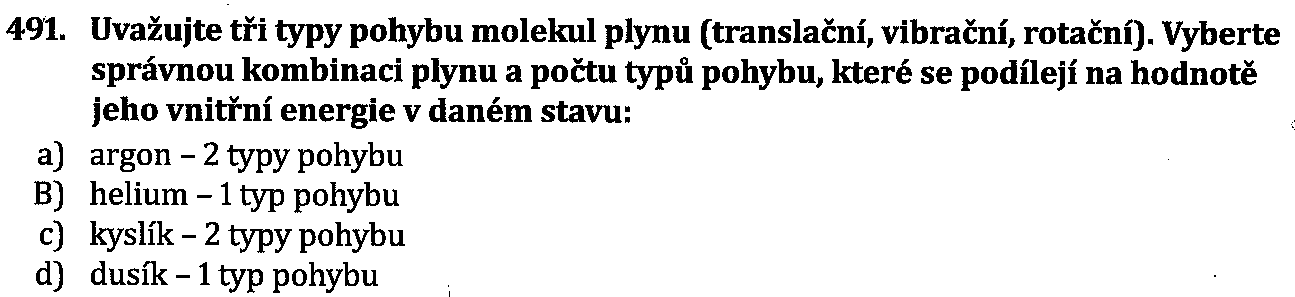 491. Uvažujte tři typy pohybu molekul plynu (translační, vibrační, rotační). Vyberte
správnou kombinaci plynu a počtu typů pohybu, které se podílejí na hodnotě
jeho vnitřní energie v daném stavu:
a) argon – 2 typy pohybu
B) helium – 1 typ pohybu
c) kyslík – 2 typy pohybu
d) dusík – 1 typ pohybu